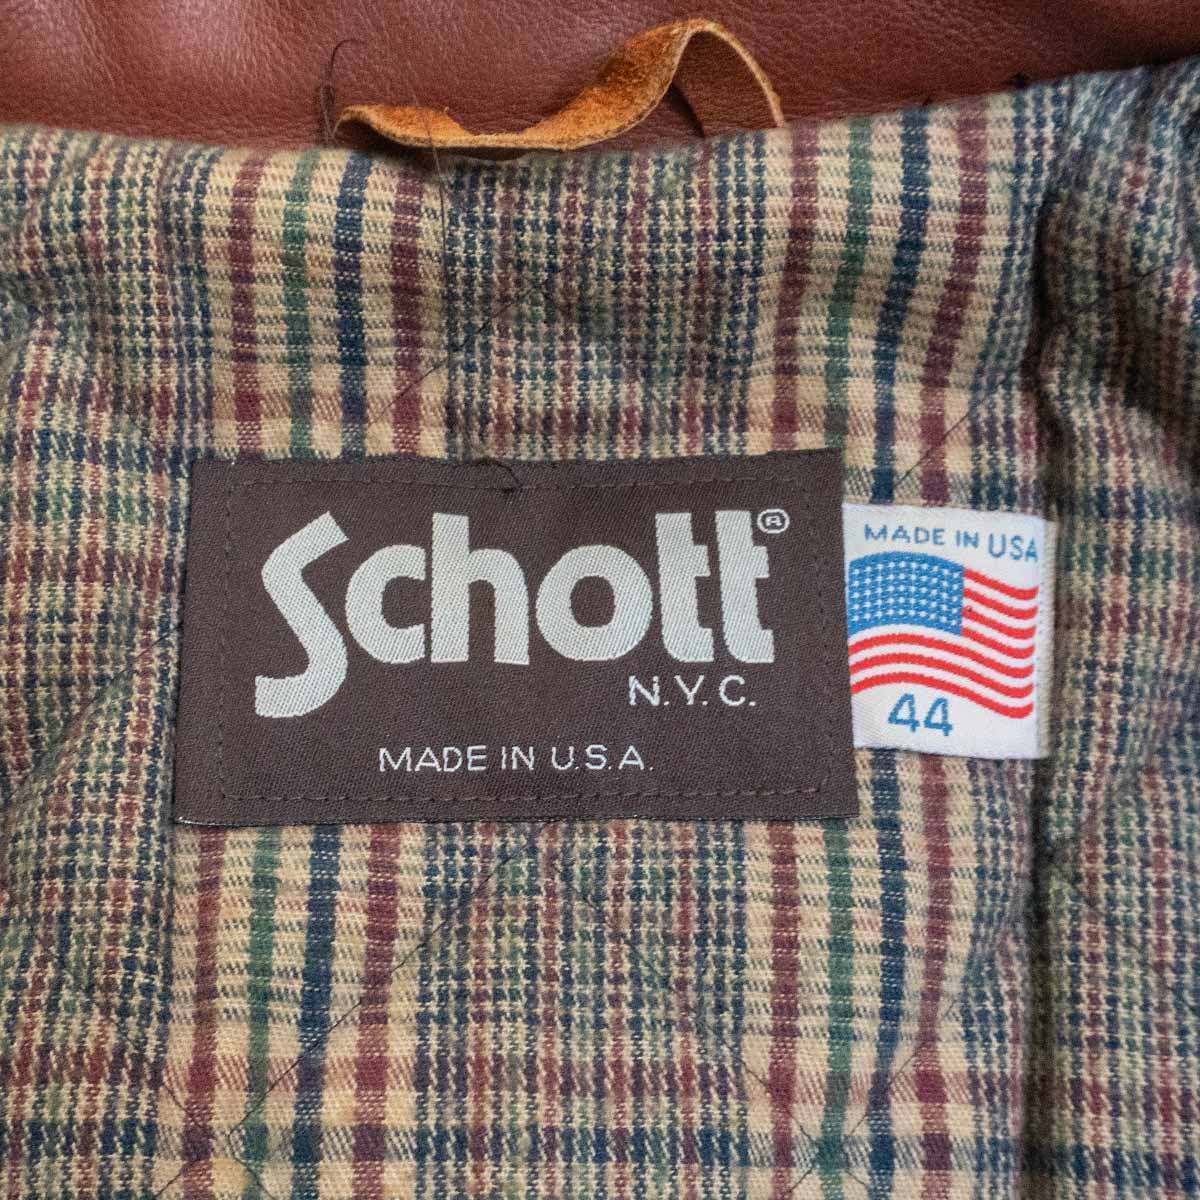 Schott®
N.Y.C.
MADE IN U.S.A.
MADE IN USA
44